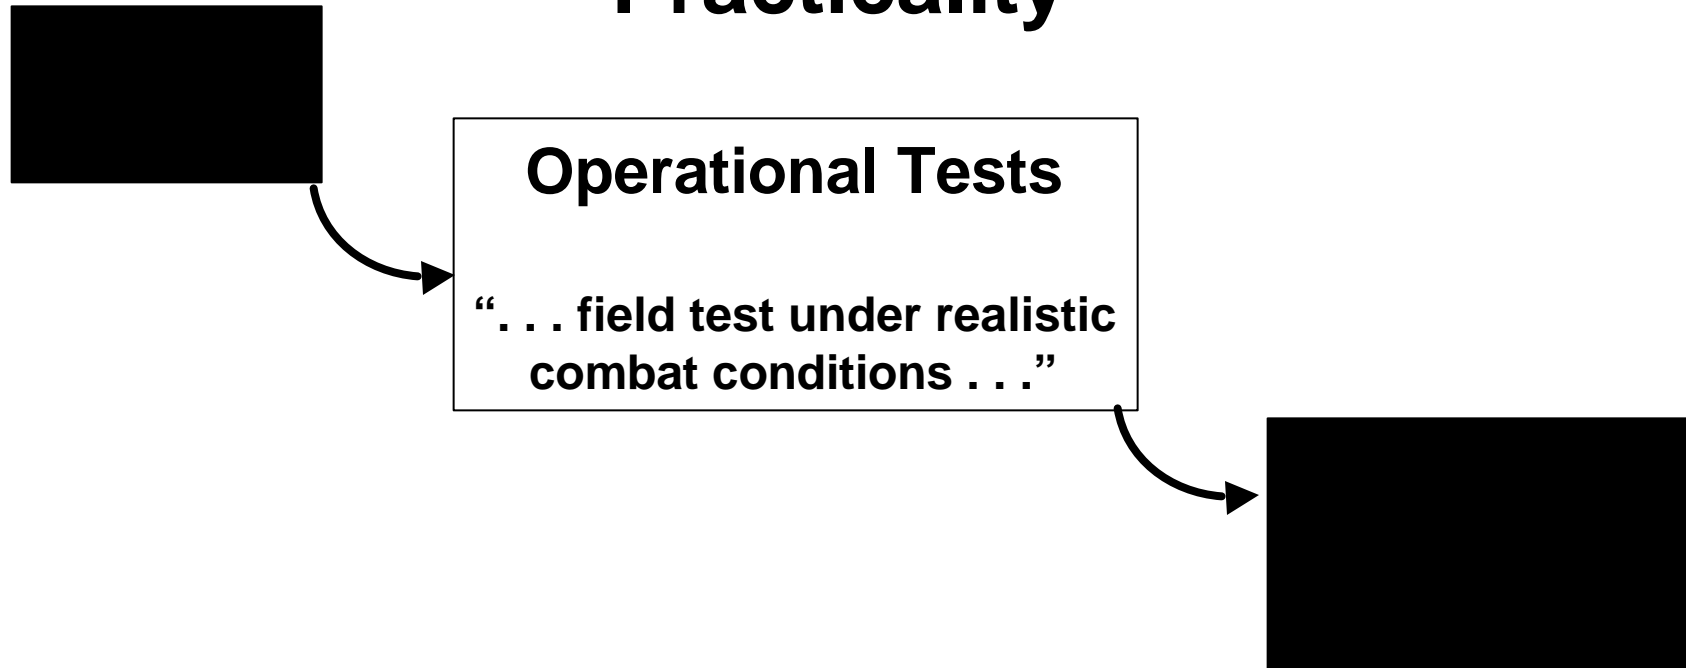 Practicality
Operational Tests
“. . . field test under realistic
combat conditions . . .”